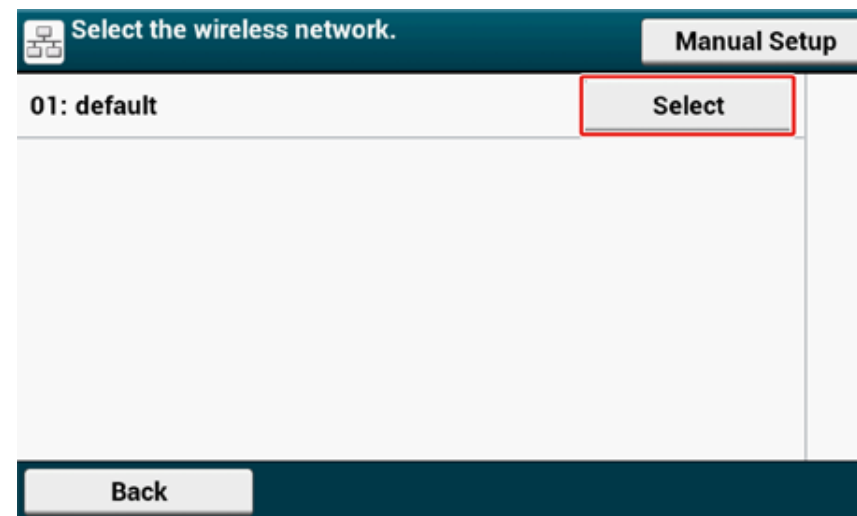 Select the wireless network.
Manual Setup
01: default
Select
Back